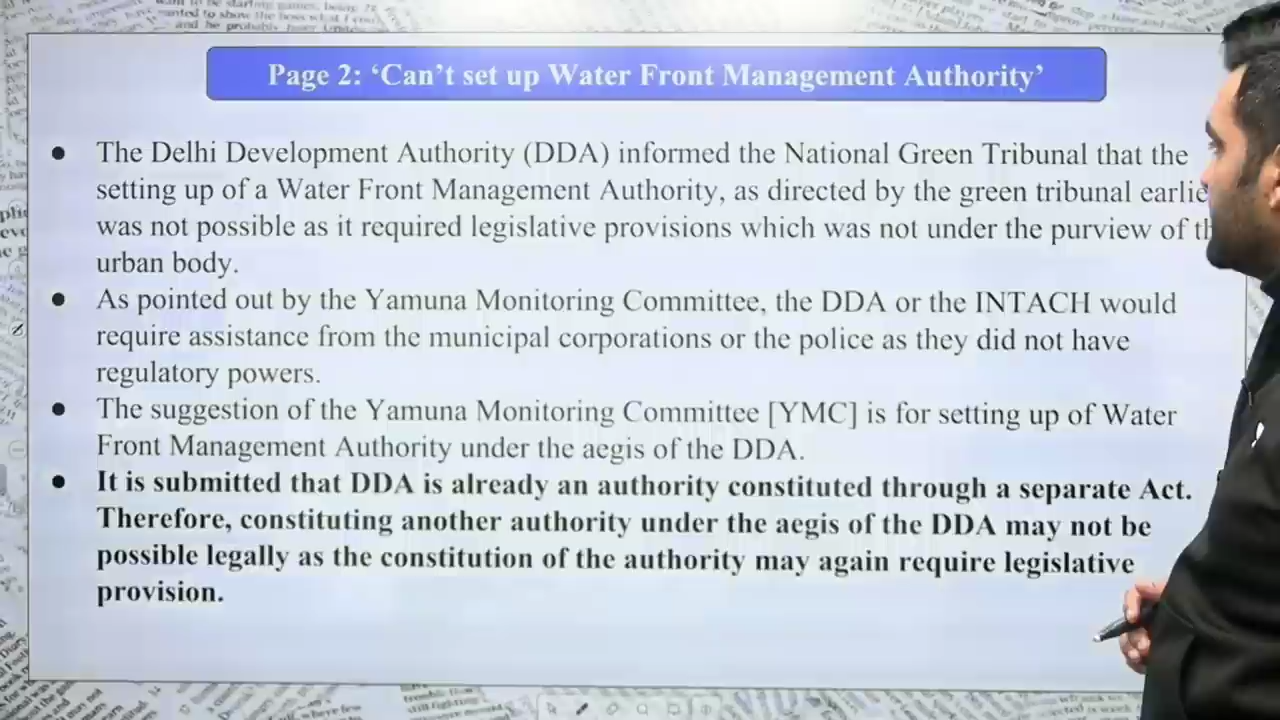 Page 2: ‘Can’t set up Water Front Management Authority’
● The Delhi Development Authority (DDA) informed the National Green Tribunal that the
setting up of a Water Front Management Authority, as directed by the green tribunal
was not possible as it required legislative provisions which was not under the purview of
urban body.
● As pointed out by the Yamuna Monitoring Committee, the DDA or the INTACH would
require assistance from the municipal corporations or the police as they did not have
regulatory powers.
● The suggestion of the Yamuna Monitoring Committee [YMC] is for setting up of Water
Front Management Authority under the aegis of the DDA.
● It is submitted that DDA is already an authority constituted through a separate Act.
Therefore, constituting another authority under the aegis of the DDA may not be
possible legally as the constitution of the authority may again require legislative
provision.